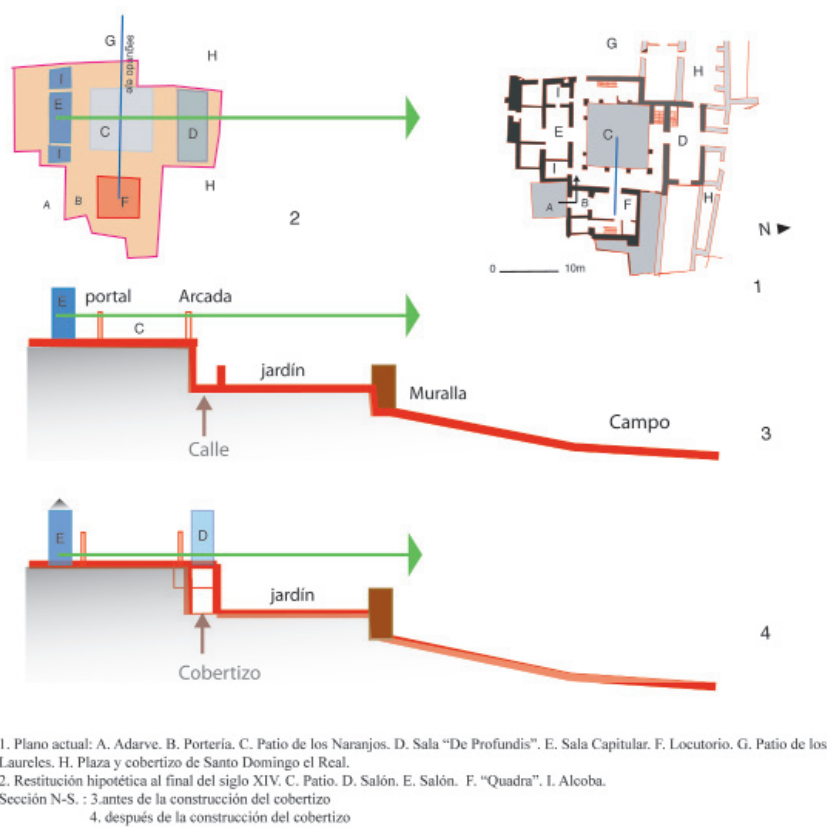 G
segundo eje
H
I
E
C
D
I
H
A
B
F
2
G
H
I
E
C
D
I
A
B
F
H
N
0 10m
1
E
portal
Arcada
C
jardín
Muralla
Calle
Campo
3
E
D
jardín
4
Cobertizo
1. Plano actual: A. Adarve. B. Portería. C. Patio de los Naranjos. D. Sala “De Profundis”. E. Sala Capitular. F. Locutorio. G. Patio de los
Laureles. H. Plaza y cobertizo de Santo Domingo el Real.
2. Restitución hipotética al final del siglo XIV. C. Patio. D. Salón. E. Salón. F. “Quadra”. I. Alcoba.
Sección N-S. : 3.antes de la construcción del cobertizo
4. después de la construcción del cobertizo